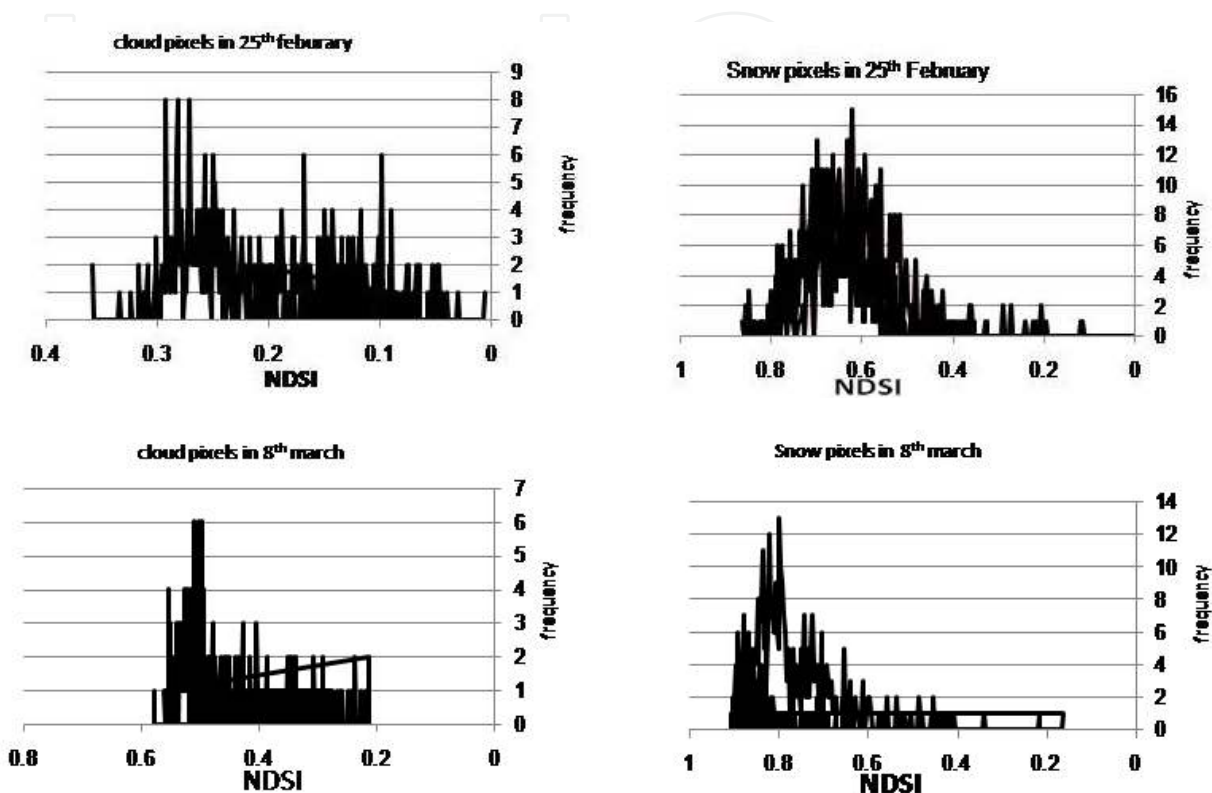 cloud pixels in 25th feburary
9
8
7
6
5
4
3
2
1
0
frequency
0.4 0.3 0.2 0.1 0
NDSI
Snow pixels in 25th February
16
14
12
10
8
6
4
2
0
frequency
1 0.8 0.6 0.4 0.2 0
NDSI
cloud pixels in 8th march
7
6
5
4
3
2
1
0
frequency
0.8 0.6 0.4 0.2 0
NDSI
Snow pixels in 8th march
14
12
10
8
6
4
2
0
frequency
1 0.8 0.6 0.4 0.2 0
NDSI